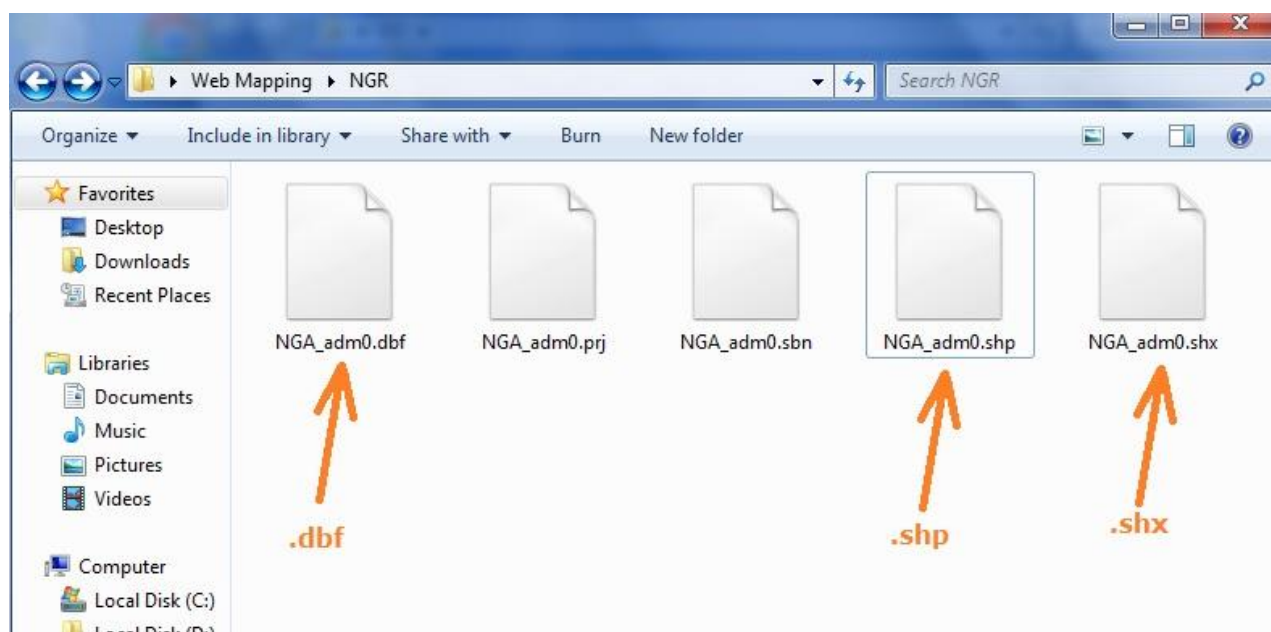 Web Mapping ▸ NGR
Search NGR
Organize Include in library Share with Burn New folder
Favorites
Desktop
Downloads
Recent Places
Libraries
Documents
Music
Pictures
Videos
Computer
Local Disk (C:)
Local Disk (D:)
NGA_adm0.dbf NGA_adm0.prj NGA_adm0.sbn NGA_adm0.shp NGA_adm0.shx
.dbf .shp .shx